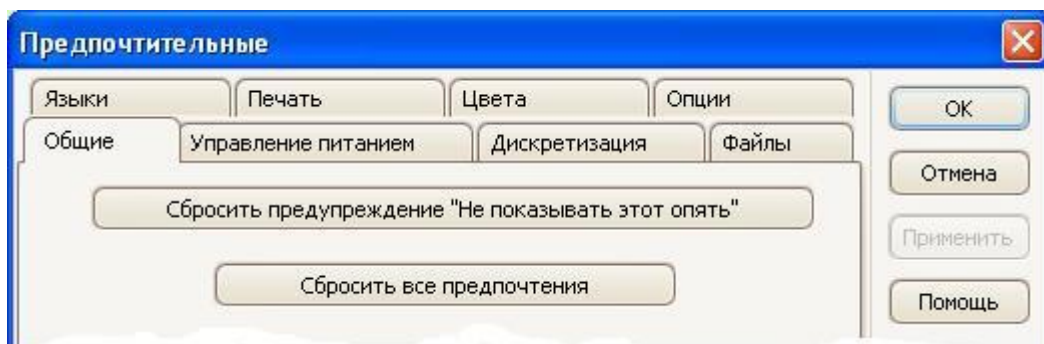 Предпочтительные
Языки Печать Цвета Опции
Общие Управление питанием Дискретизация Файлы
Сбросить предупреждение "Не показывать этот опять"
Сбросить все предпочтения
OK
Отмена
Применить
Помощь